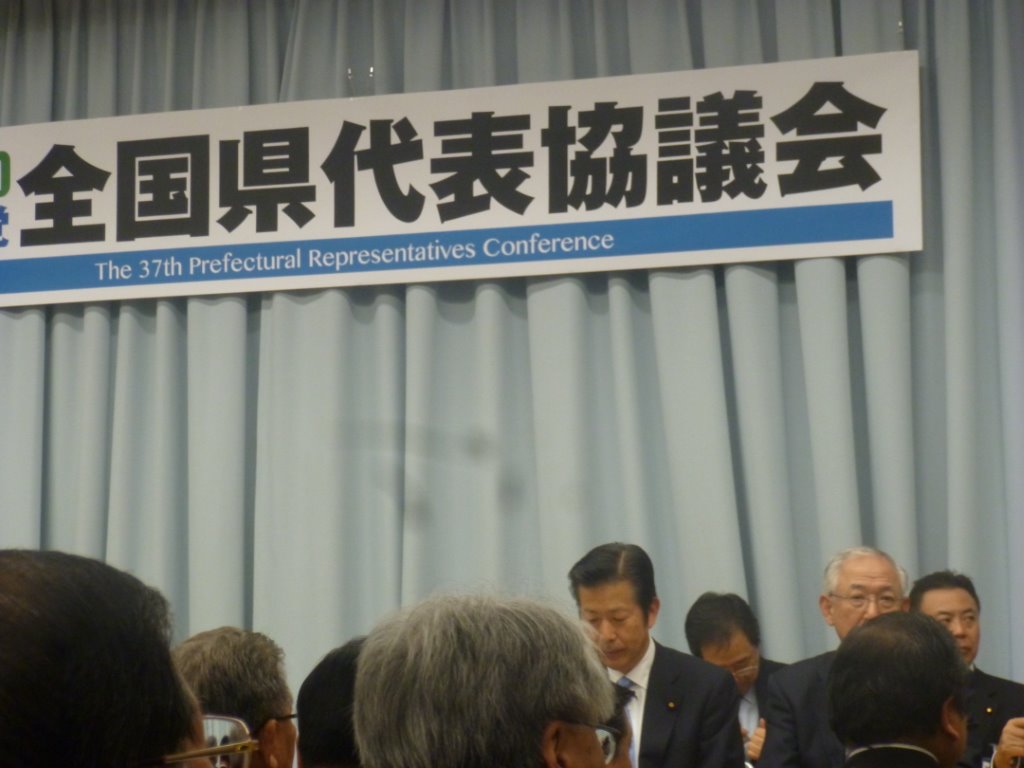 全国県代表協議会
The 37th Prefectural Representatives Conference